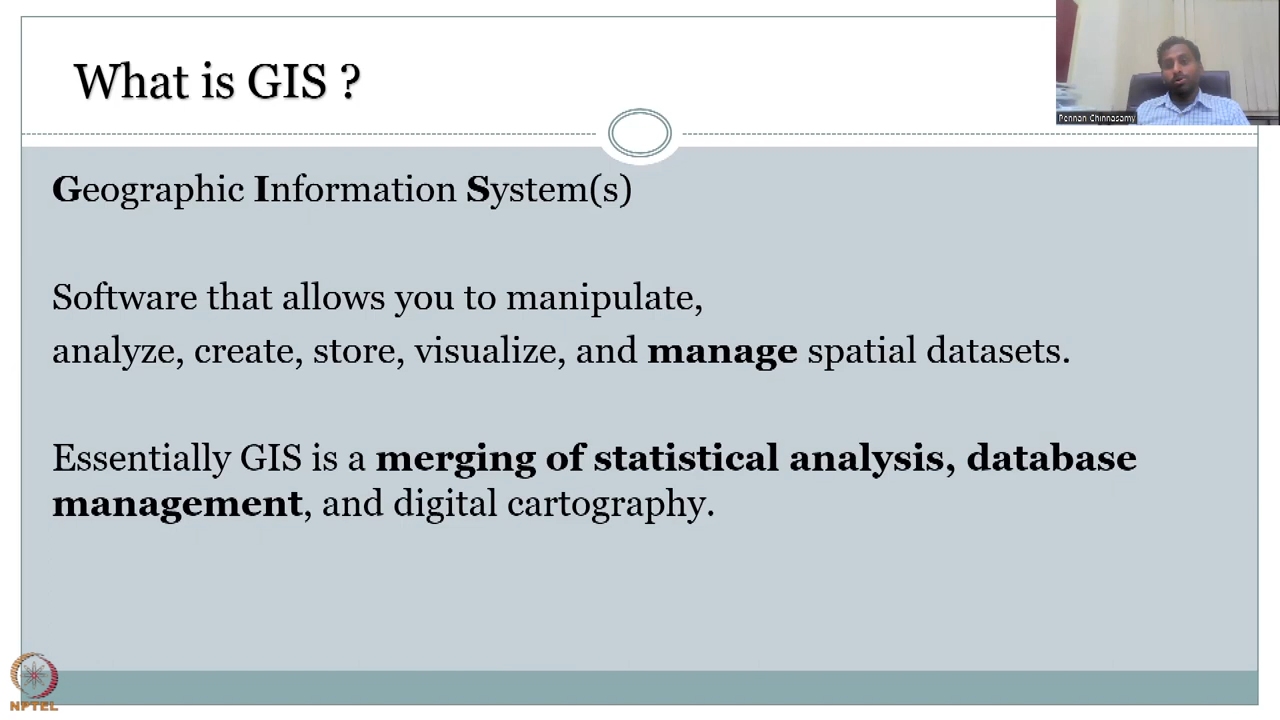 What is GIS ?
Pennan Chinnasamy
Geographic Information System(s)
Software that allows you to manipulate,
analyze, create, store, visualize, and manage spatial datasets.
Essentially GIS is a merging of statistical analysis, database
management, and digital cartography.
NPTEL